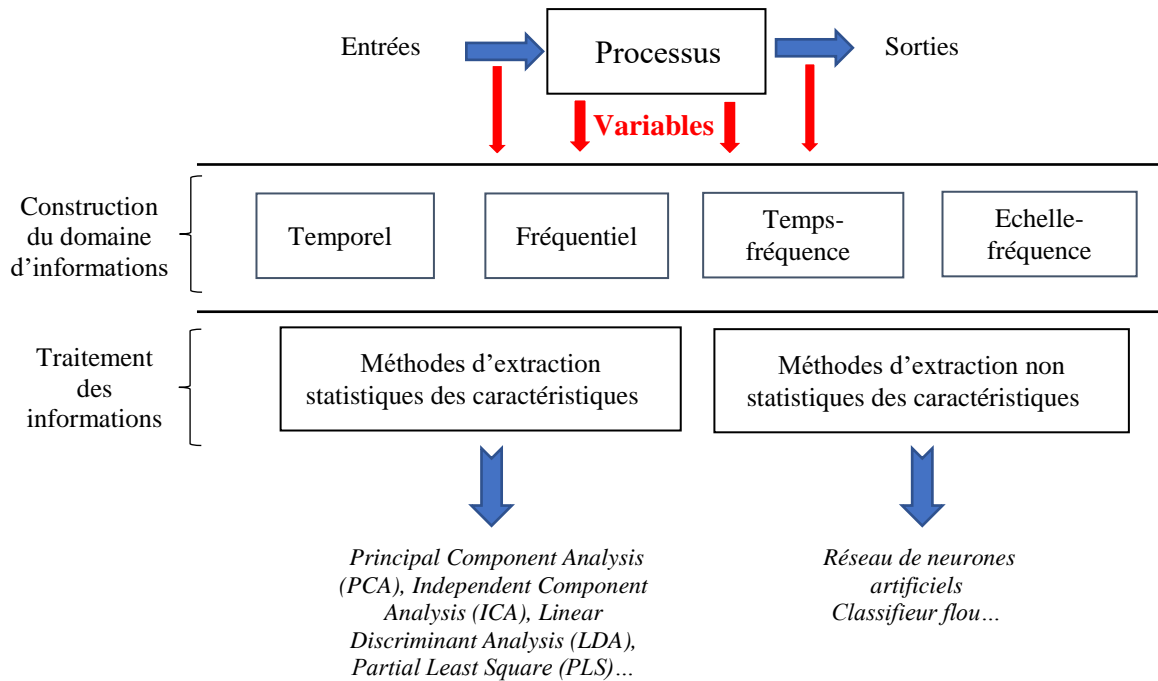 Entrées
Processus
Sorties
Variables
Construction
du domaine
d’informations
Temporel
Fréquentiel
Temps-
fréquence
Echelle-
fréquence
Traitement
des
informations
Méthodes d’extraction
statistiques des caractéristiques
Méthodes d’extraction non
statistiques des caractéristiques
Principal Component Analysis
(PCA), Independent Component
Analysis (ICA), Linear
Discriminant Analysis (LDA),
Partial Least Square (PLS)…
Réseau de neurones
artificiels
Classifieur flou…